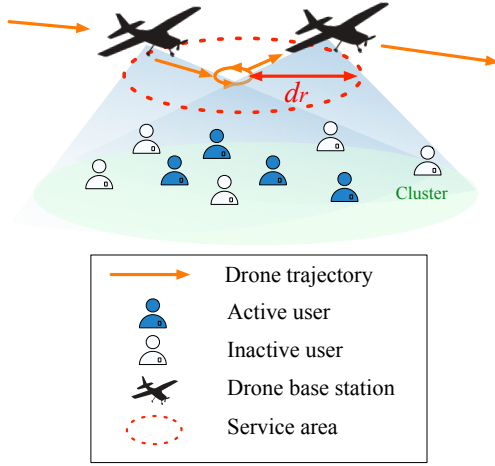 dr
Cluster
Drone trajectory
Active user
Inactive user
Drone base station
Service area